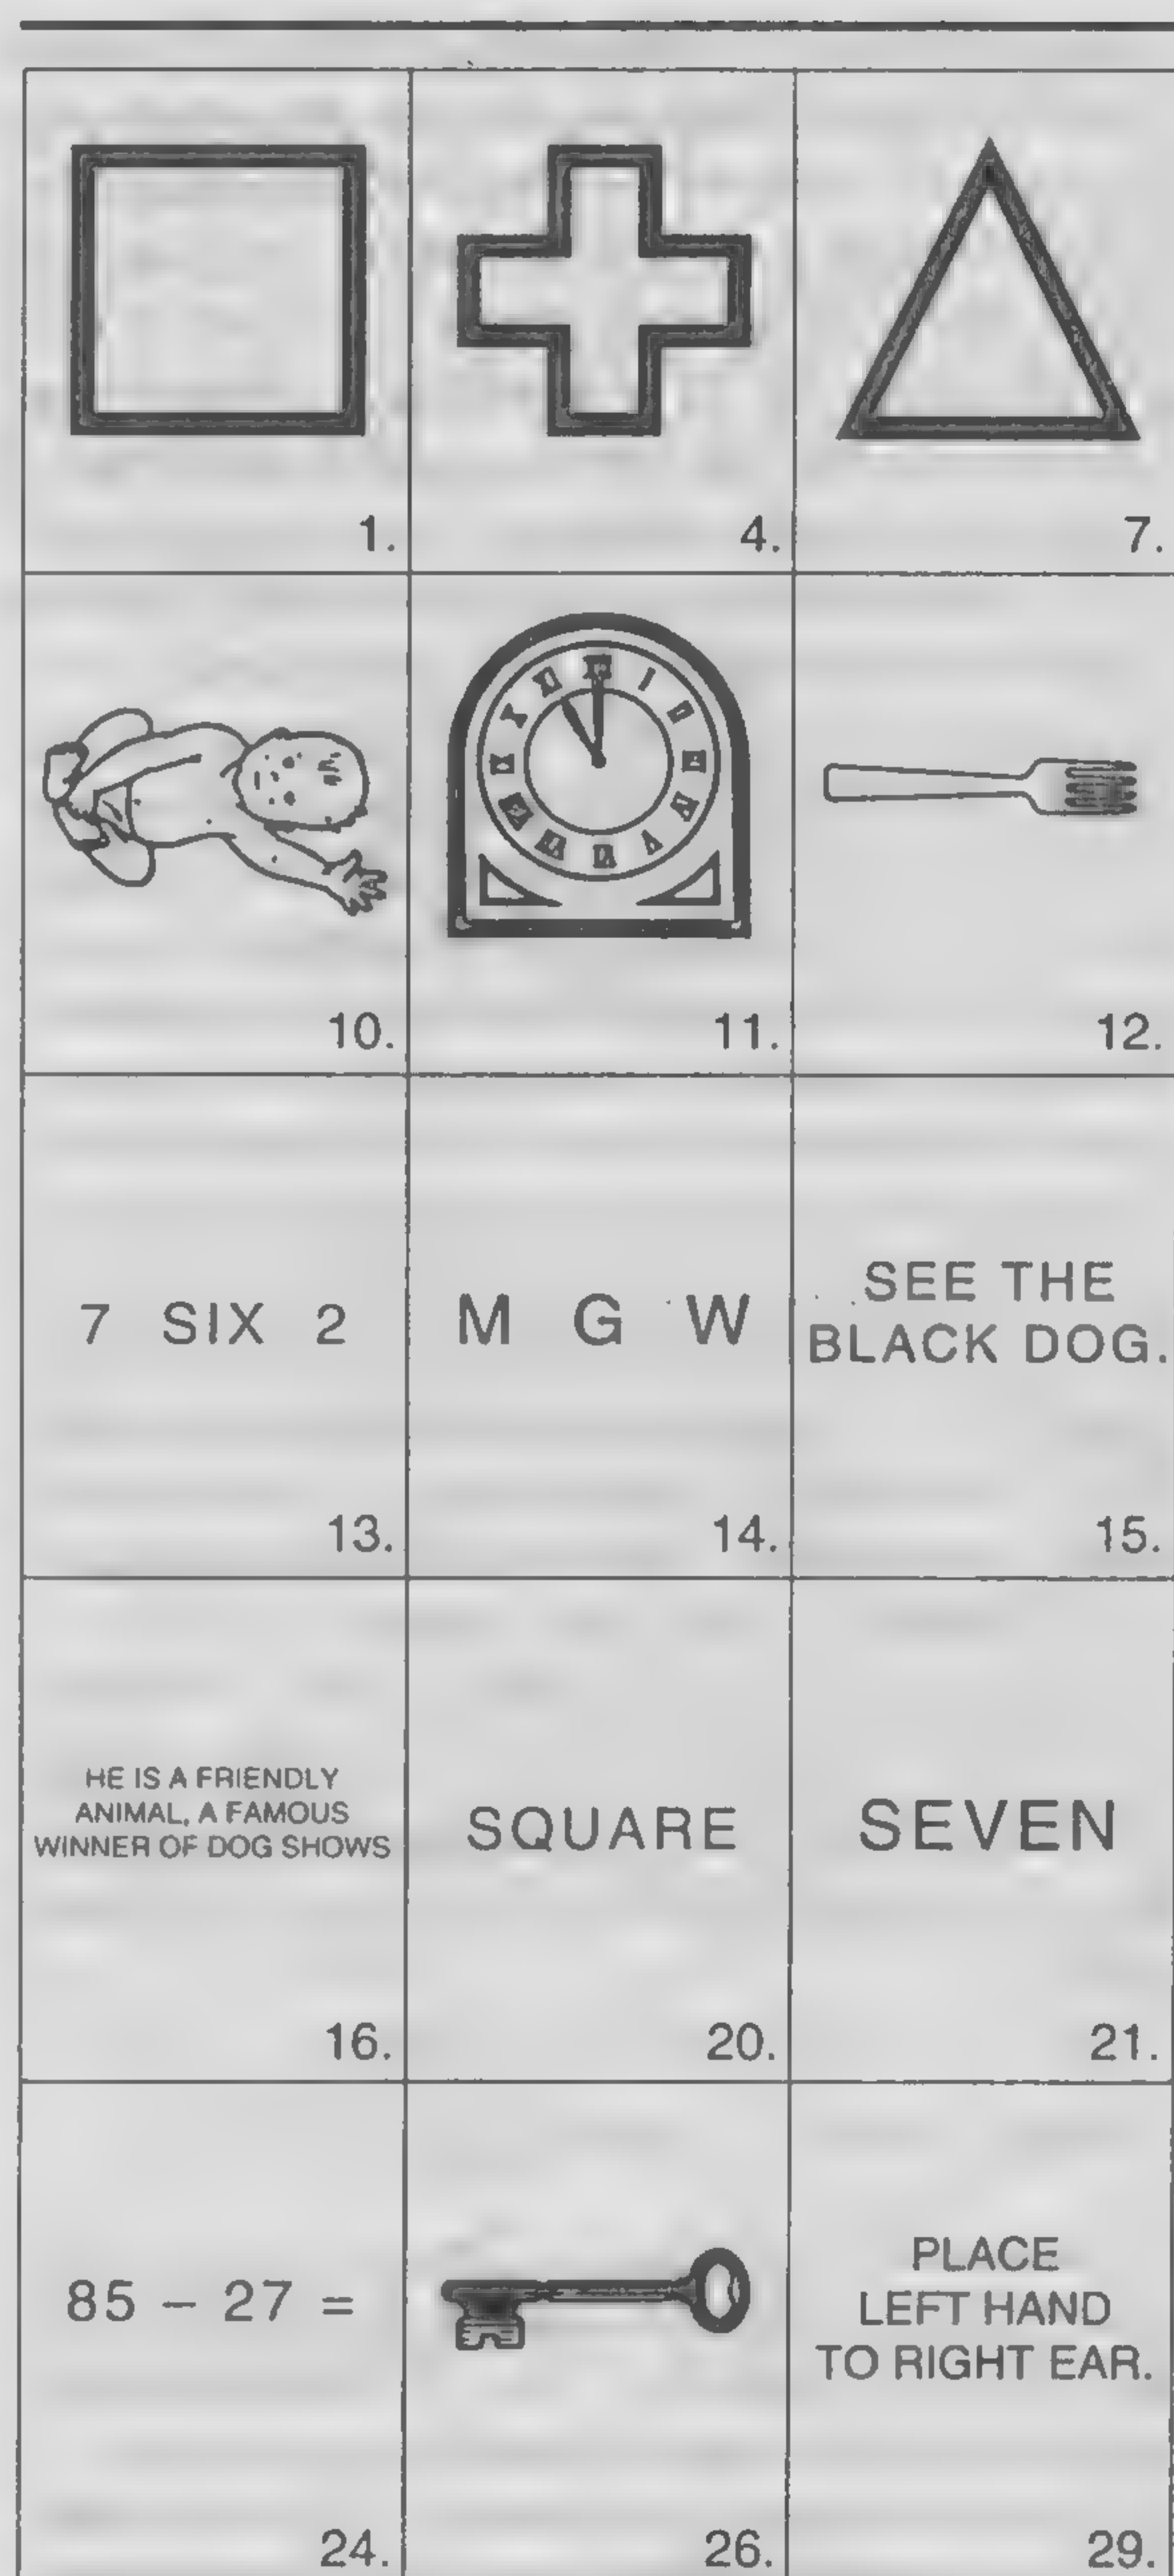 1. 4. 7.
10. 11. 12.
7 SIX 2
M G W
SEE THE
BLACK DOG.
13. 14. 15.
HE IS A FRIENDLY
ANIMAL, A FAMOUS
WINNER OF DOG SHOWS
SQUARE
SEVEN
16. 20. 21.
85 – 27 =
PLACE
LEFT HAND
TO RIGHT EAR.
24. 26. 29.